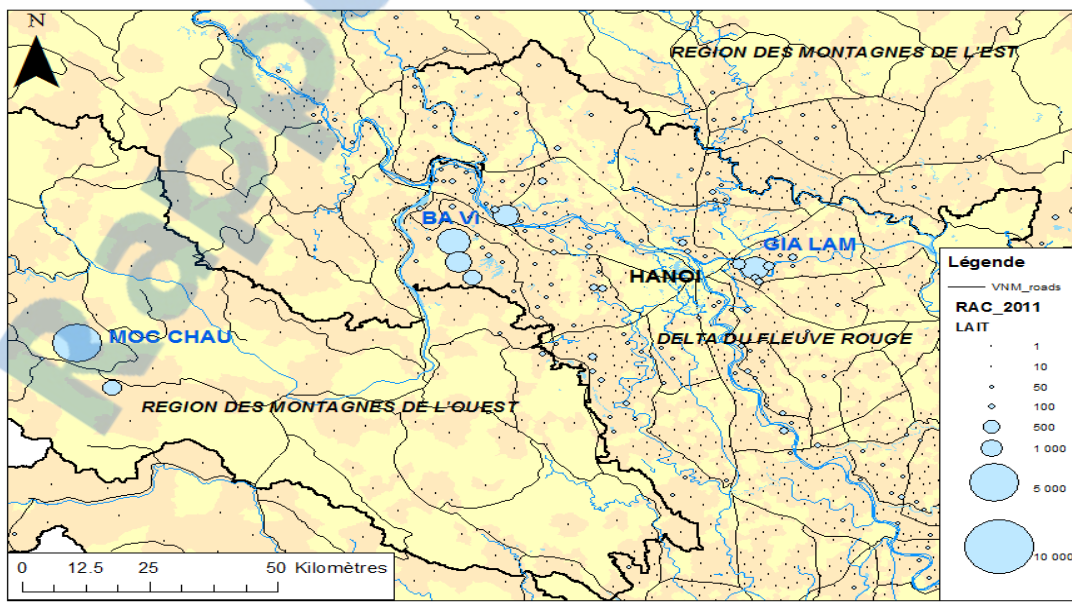 N
REGION DES MONTAGNES DE L'EST
BA Vi
GIA LAM
HANOI
MOC CHAU
DELTA DU FLEUVE ROUGE
REGION DES MONTAGNES DE L'OUEST
Légende
VNM_roads
RAC_2011
LAIT
1
10
50
100
500
1 000
5 000
10 000
0 12.5 25 50 Kilomètres